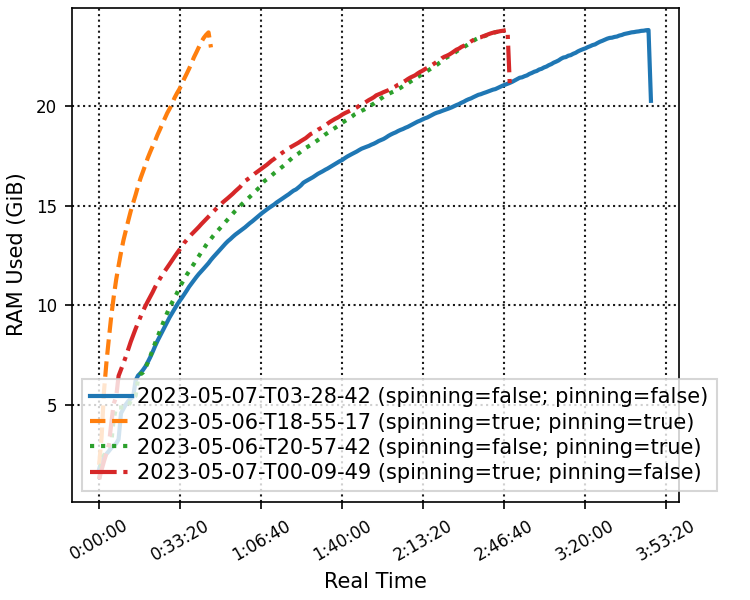 20
15
10
5
RAM Used (GiB)
2023-05-07-T03-28-42 (spinning=false; pinning=false)
2023-05-06-T18-55-17 (spinning=true; pinning=true)
2023-05-06-T20-57-42 (spinning=false; pinning=true)
2023-05-07-T00-09-49 (spinning=true; pinning=false)
0:00:00 0:33:20 1:06:40 1:40:00 2:13:20 2:46:40 3:20:00 3:53:20
Real Time